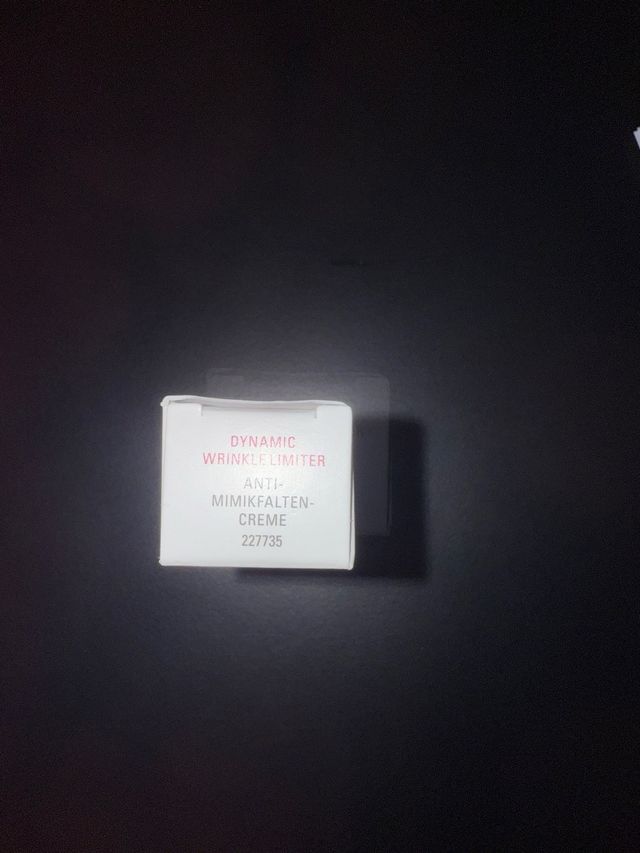 DYNAMIC
WRINKLE LIMITER
ANTI-
MIMIKFALTEN-
CREME
227735